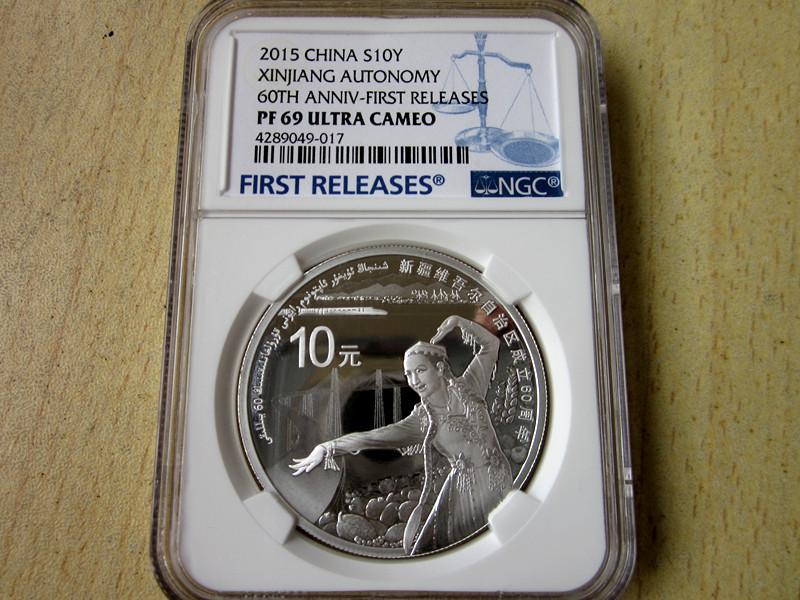 2015 CHINA S10Y
XINJIANG AUTONOMY
60TH ANNIV-FIRST RELEASES
PF 69 ULTRA CAMEO
4289049-017
FIRST RELEASES®
NGC®
新疆维吾尔自治区成立60周年
10元